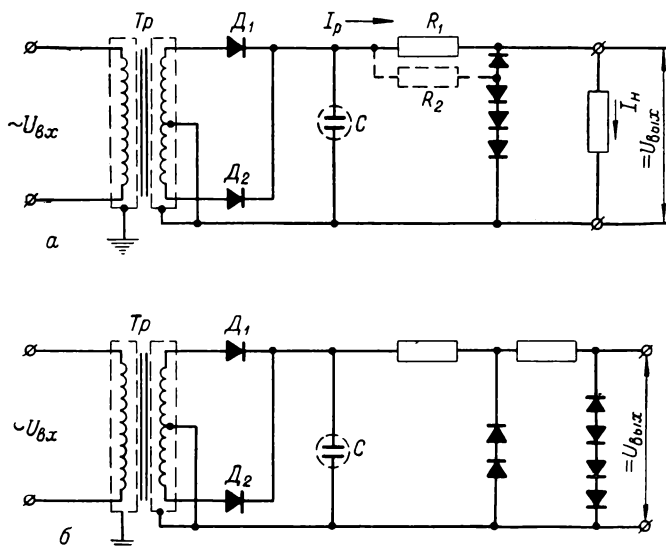 Тр Д₁ Iр R₁
R₂
~Uвх C Iн =Uвых
Д₂
а
Тр Д₁
~Uвх C =Uвых
Д₂
б